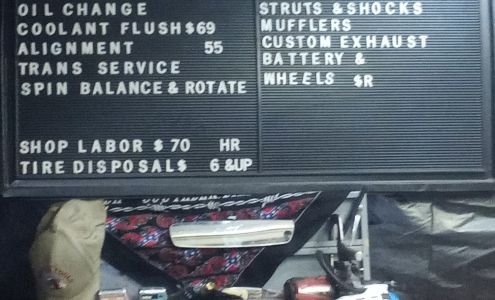 OIL CHANGE
COOLANT FLUSH $69
ALIGNMENT 55
TRANS SERVICE
SPIN BALANCE & ROTATE
SHOP LABOR $ 70 HR
TIRE DISPOSAL $ 6 &UP
STRUTS & SHOCKS
MUFFLERS
CUSTOM EXHAUST
BATTERY &
WHEELS $R